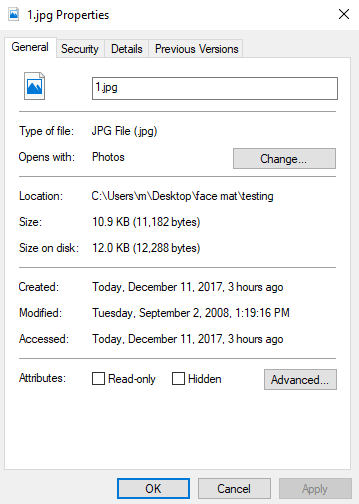 1.jpg Properties
General Security Details Previous Versions
1.jpg
Type of file: JPG File (.jpg)
Opens with: Photos Change...
Location: C:\Users\m\Desktop\face mat\testing
Size: 10.9 KB (11,182 bytes)
Size on disk: 12.0 KB (12,288 bytes)
Created: Today, December 11, 2017, 3 hours ago
Modified: Tuesday, September 2, 2008, 1:19:16 PM
Accessed: Today, December 11, 2017, 3 hours ago
Attributes: Read-only Hidden Advanced...
OK Cancel Apply